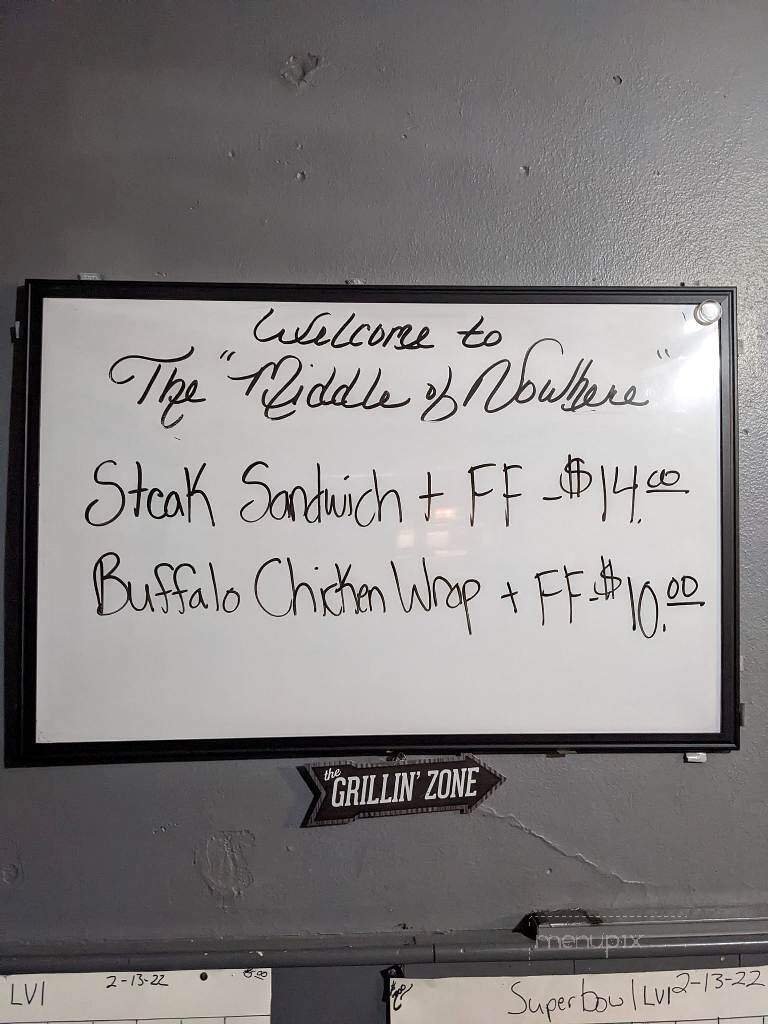 Welcome to
The "Middle of Nowhere"
Steak Sandwich + FF - $14.00
Buffalo Chicken Wrap + FF - $10.00
the
GRILLIN' ZONE
menupix
LVI 2-13-22
Superbowl LVI 2-13-22